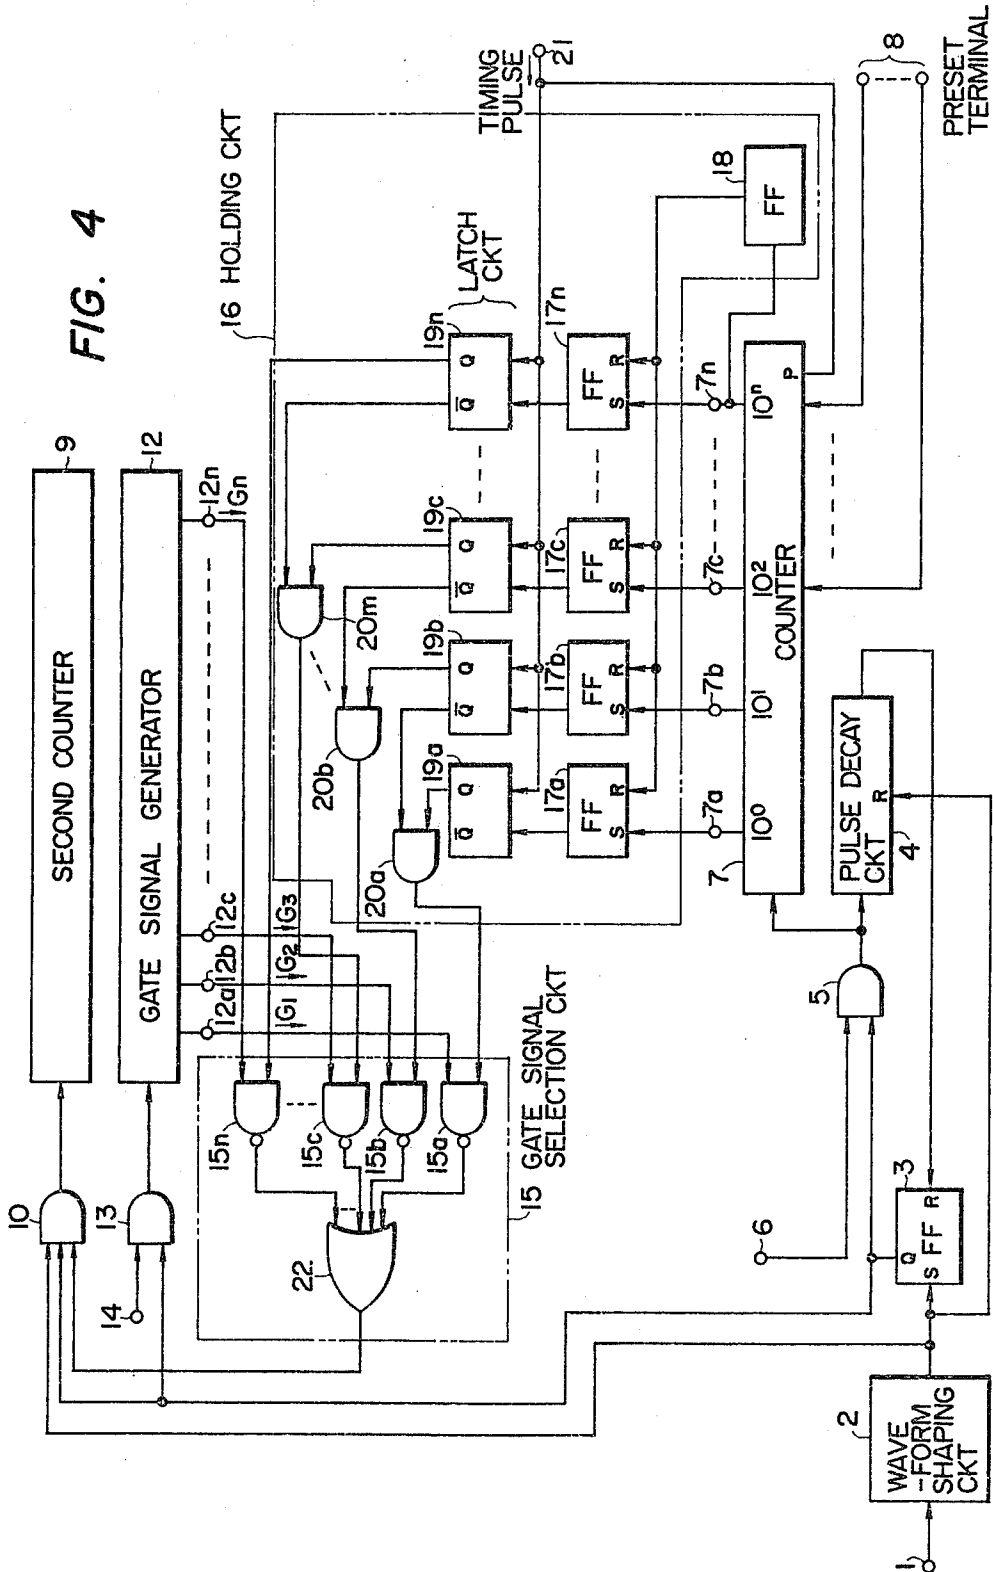 FIG. 4
SECOND COUNTER
9
GATE SIGNAL GENERATOR
12
10
13
14
12a
12b
12c
12n
G1
G2
G3
Gn
16 HOLDING CKT
15n
15c
15b
15a
22
15 GATE SIGNAL
SELECTION CKT
20a
20b
20m
LATCH
CKT
19a
19b
19c
19n
Q̅ Q
Q̅ Q
Q̅ Q
Q̅ Q
TIMING
PULSE
21
17a
17b
17c
17n
FF
S R
FF
S R
FF
S R
FF
S R
18
FF
7a
7b
7c
7n
7
10⁰ 10¹ 10² 10ⁿ
COUNTER
P
8
PRESET
TERMINAL
5
6
PULSE DECAY
CKT
R
4
3
Q
S FF R
2
WAVE
-FORM
SHAPING
CKT
1